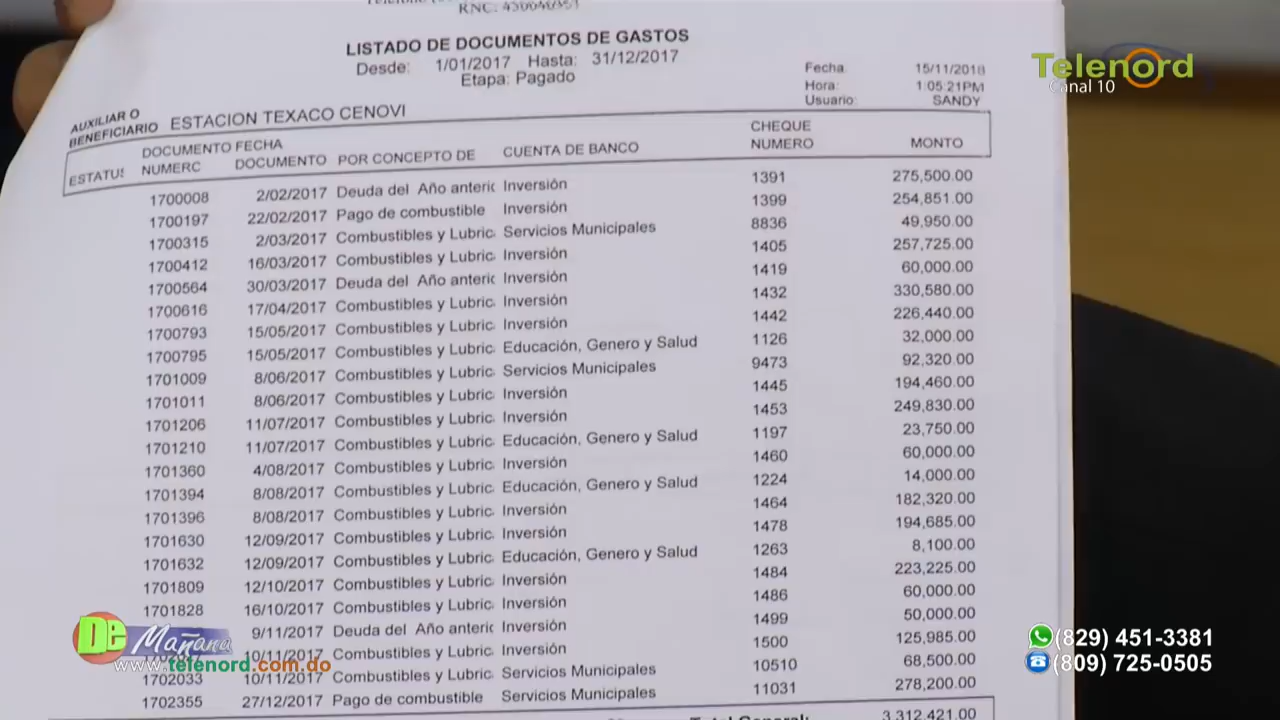 RNC: 430040353
LISTADO DE DOCUMENTOS DE GASTOS
Desde: 1/01/2017 Hasta: 31/12/2017
Etapa: Pagado
Fecha: 15/11/2018
Hora: 1:05:21PM
Usuario: SANDY
Telenord
Canal 10
AUXILIAR O
BENEFICIARIO ESTACION TEXACO CENOVI
ESTATUS DOCUMENTO NUMERO FECHA DOCUMENTO POR CONCEPTO DE CUENTA DE BANCO CHEQUE NUMERO MONTO
1700008 2/02/2017 Deuda del Año anteric Inversión 1391 275,500.00
1700197 22/02/2017 Pago de combustible Inversión 1399 254,851.00
1700315 2/03/2017 Combustibles y Lubric Servicios Municipales 8836 49,950.00
1700412 16/03/2017 Combustibles y Lubric Inversión 1405 257,725.00
1700564 30/03/2017 Deuda del Año anteric Inversión 1419 60,000.00
1700616 17/04/2017 Combustibles y Lubric Inversión 1432 330,580.00
1700793 15/05/2017 Combustibles y Lubric Inversión 1442 226,440.00
1700795 15/05/2017 Combustibles y Lubric Educación, Genero y Salud 1126 32,000.00
1701009 8/06/2017 Combustibles y Lubric Servicios Municipales 9473 92,320.00
1701011 8/06/2017 Combustibles y Lubric Inversión 1445 194,460.00
1701206 11/07/2017 Combustibles y Lubric Inversión 1453 249,830.00
1701210 11/07/2017 Combustibles y Lubric Educación, Genero y Salud 1197 23,750.00
1701360 4/08/2017 Combustibles y Lubric Inversión 1460 60,000.00
1701394 8/08/2017 Combustibles y Lubric Educación, Genero y Salud 1224 14,000.00
1701396 8/08/2017 Combustibles y Lubric Inversión 1464 182,320.00
1701630 12/09/2017 Combustibles y Lubric Inversión 1478 194,685.00
1701632 12/09/2017 Combustibles y Lubric Educación, Genero y Salud 1263 8,100.00
1701809 12/10/2017 Combustibles y Lubric Inversión 1484 223,225.00
1701828 16/10/2017 Combustibles y Lubric Inversión 1486 60,000.00
9/11/2017 Deuda del Año anteric Inversión 1499 50,000.00
10/11/2017 Combustibles y Lubric Inversión 1500 125,985.00
1702033 10/11/2017 Combustibles y Lubric Servicios Municipales 10510 68,500.00
1702355 27/12/2017 Pago de combustible Servicios Municipales 11031 278,200.00
Total General: 3,312,421.00
De Mañana
www.telenord.com.do
(829) 451-3381
(809) 725-0505